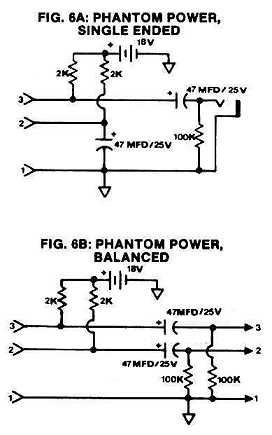 FIG. 6A: PHANTOM POWER,
SINGLE ENDED
+
18V
2K
2K
3
+
47 MFD/25V
2
+
47 MFD/25V
100K
1
FIG. 6B: PHANTOM POWER,
BALANCED
+
18V
2K
2K
47MFD/25V
3
+
3
2
+
2
47MFD/25V
100K
100K
1
1